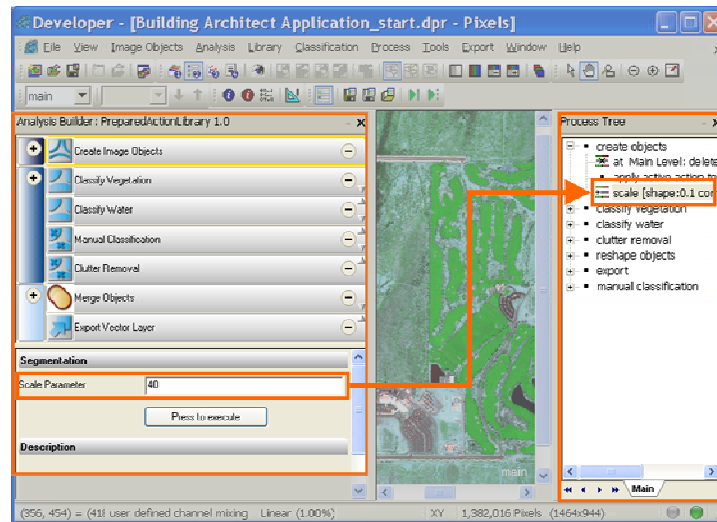 Developer - [Building Architect Application_start.dpr - Pixels]
File View Image Objects Analysis Library Classification Process Tools Export Window Help
main
Analysis Builder: PreparedActionLibrary 1.0
Create Image Objects
Classify Vegetation
Classify Water
Manual Classification
Clutter Removal
Merge Objects
Export Vector Layer
Segmentation
Scale Parameter 40
Press to execute
Description
main
Process Tree
create objects
at Main Level: delete
apply active action to
scale [shape:0.1 con
classify vegetation
classify water
clutter removal
reshape objects
export
manual classification
Main
(356, 454) = (418 user defined channel mixing Linear (1.00%) XY 1,382,016 Pixels (1464x944)